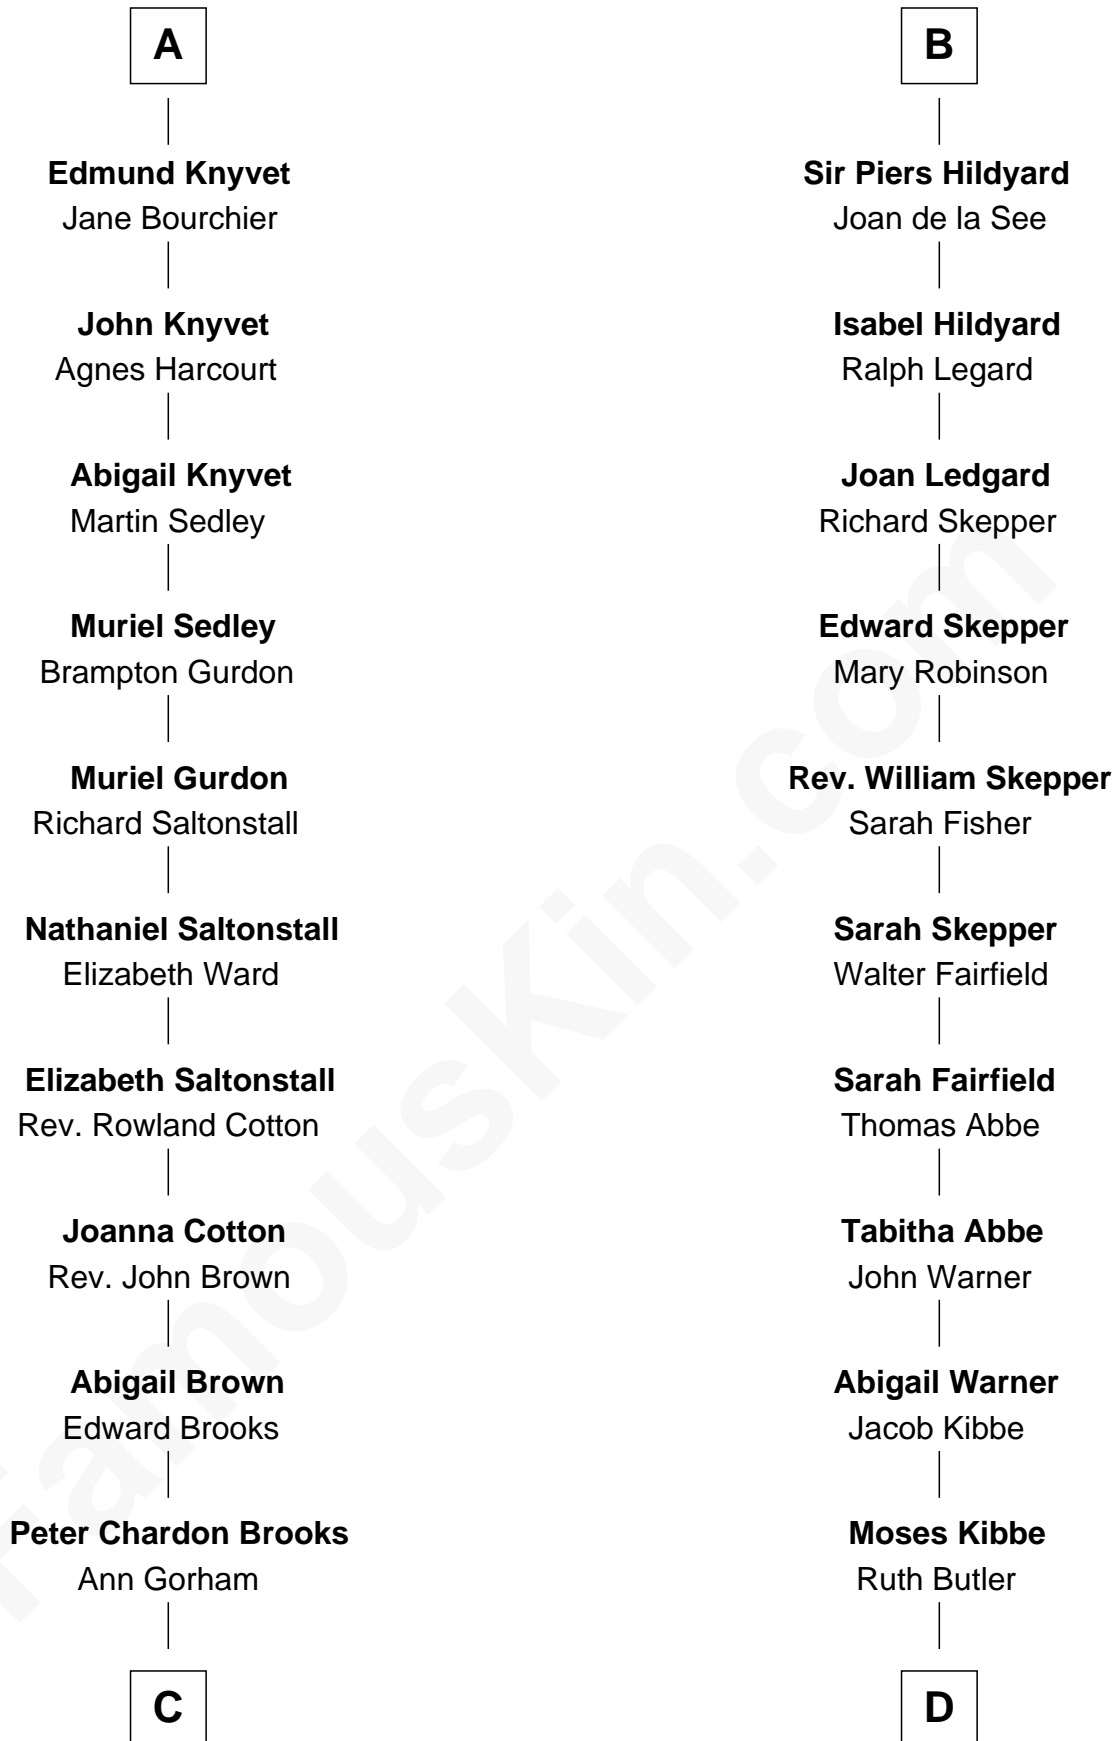 A
Edmund Knyvet
Jane Bourchier
John Knyvet
Agnes Harcourt
Abigail Knyvet
Martin Sedley
Muriel Sedley
Brampton Gurdon
Muriel Gurdon
Richard Saltonstall
Nathaniel Saltonstall
Elizabeth Ward
Elizabeth Saltonstall
Rev. Rowland Cotton
Joanna Cotton
Rev. John Brown
Abigail Brown
Edward Brooks
Peter Chardon Brooks
Ann Gorham
C
B
Sir Piers Hildyard
Joan de la See
Isabel Hildyard
Ralph Legard
Joan Ledgard
Richard Skepper
Edward Skepper
Mary Robinson
Rev. William Skepper
Sarah Fisher
Sarah Skepper
Walter Fairfield
Sarah Fairfield
Thomas Abbe
Tabitha Abbe
John Warner
Abigail Warner
Jacob Kibbe
Moses Kibbe
Ruth Butler
D
FamousKin.com